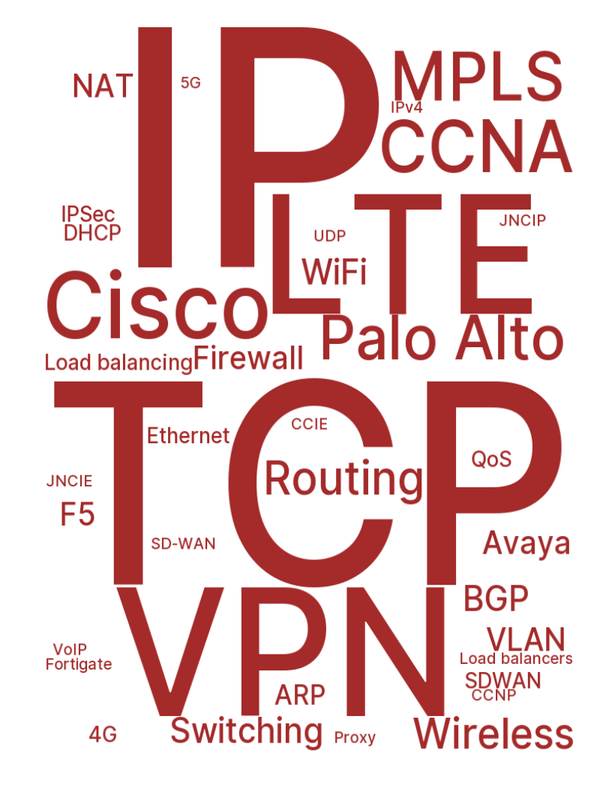 IP
NAT
5G
MPLS
IPv4
CCNA
LTE
JNCIP
IPSec
DHCP
UDP
WiFi
Cisco
Palo Alto
Load balancing
Firewall
TCP
Ethernet
CCIE
QoS
Routing
JNCIE
F5
SD-WAN
Avaya
VPN
BGP
VLAN
VoIP
Fortigate
Load balancers
SDWAN
CCNP
ARP
4G
Switching
Proxy
Wireless